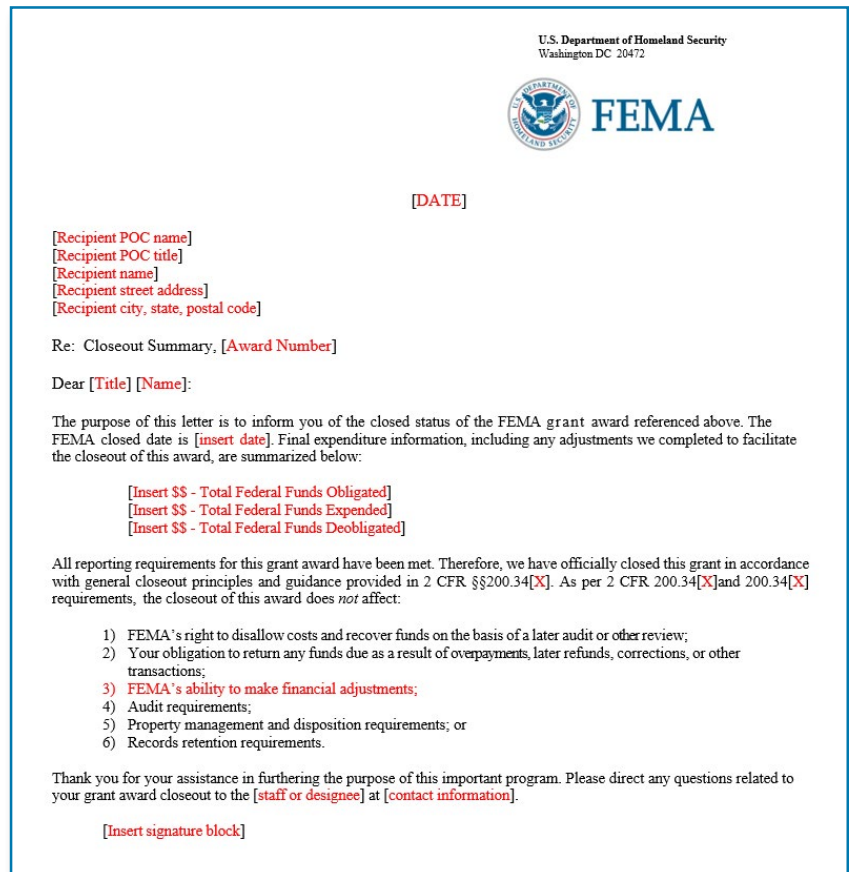 U.S. Department of Homeland Security
Washington DC 20472
U.S. DEPARTMENT OF
HOMELAND SECURITY
FEMA
[DATE]
[Recipient POC name]
[Recipient POC title]
[Recipient name]
[Recipient street address]
[Recipient city, state, postal code]
Re: Closeout Summary, [Award Number]
Dear [Title] [Name]:
The purpose of this letter is to inform you of the closed status of the FEMA grant award referenced above. The
FEMA closed date is [insert date]. Final expenditure information, including any adjustments we completed to facilitate
the closeout of this award, are summarized below:
[Insert $$ - Total Federal Funds Obligated]
[Insert $$ - Total Federal Funds Expended]
[Insert $$ - Total Federal Funds Deobligated]
All reporting requirements for this grant award have been met. Therefore, we have officially closed this grant in accordance
with general closeout principles and guidance provided in 2 CFR §§200.34[X]. As per 2 CFR 200.34[X]and 200.34[X]
requirements, the closeout of this award does not affect:
1) FEMA's right to disallow costs and recover funds on the basis of a later audit or other review;
2) Your obligation to return any funds due as a result of overpayments, later refunds, corrections, or other
transactions;
3) FEMA's ability to make financial adjustments;
4) Audit requirements;
5) Property management and disposition requirements; or
6) Records retention requirements.
Thank you for your assistance in furthering the purpose of this important program. Please direct any questions related to
your grant award closeout to the [staff or designee] at [contact information].
[Insert signature block]